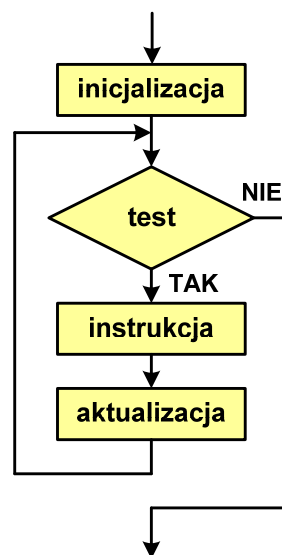 inicjalizacja
test
NIE
TAK
instrukcja
aktualizacja